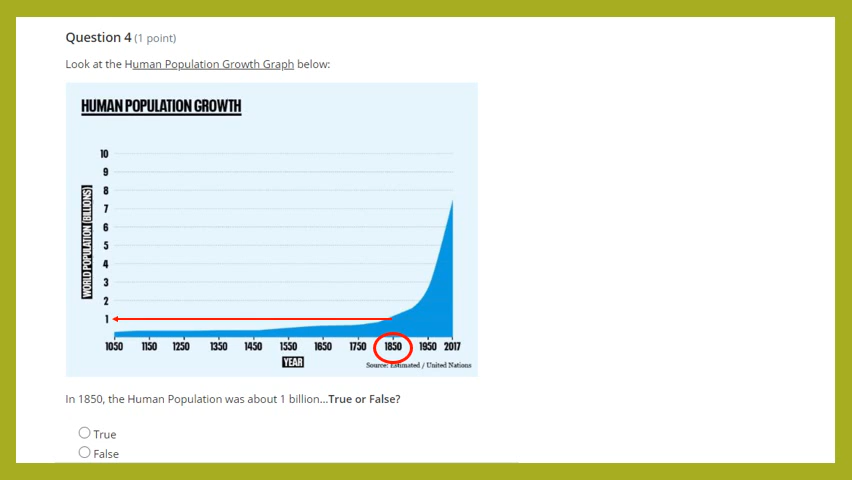 Question 4 (1 point)
Look at the Human Population Growth Graph below:
HUMAN POPULATION GROWTH
WORLD POPULATION (BILLIONS)
10
9
8
7
6
5
4
3
2
1
1050 1150 1250 1350 1450 1550 1650 1750 1850 1950 2017
YEAR
Source: Estimated / United Nations
In 1850, the Human Population was about 1 billion...True or False?
True
False